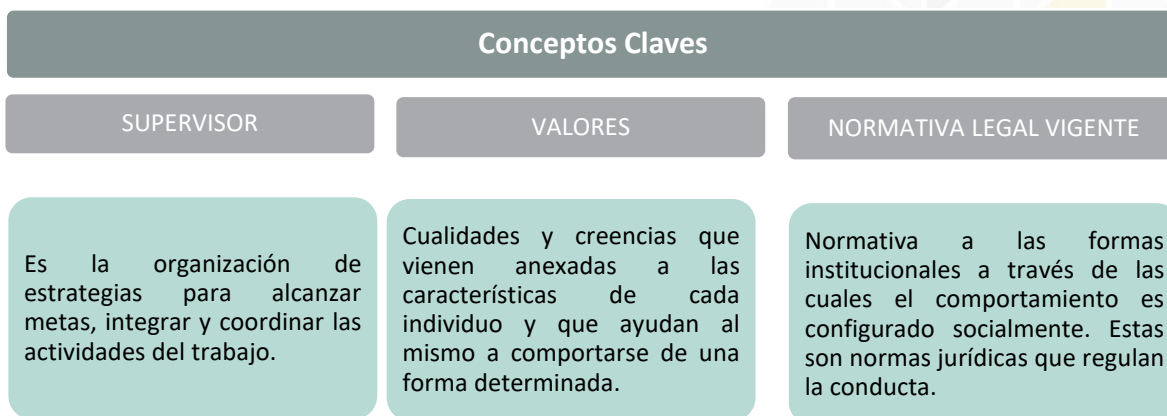 Conceptos Claves
SUPERVISOR
VALORES
NORMATIVA LEGAL VIGENTE
Es la organización de
estrategias para alcanzar
metas, integrar y coordinar las
actividades del trabajo.
Cualidades y creencias que
vienen anexadas a las
características de cada
individuo y que ayudan al
mismo a comportarse de una
forma determinada.
Normativa a las formas
institucionales a través de las
cuales el comportamiento es
configurado socialmente. Estas
son normas jurídicas que regulan
la conducta.